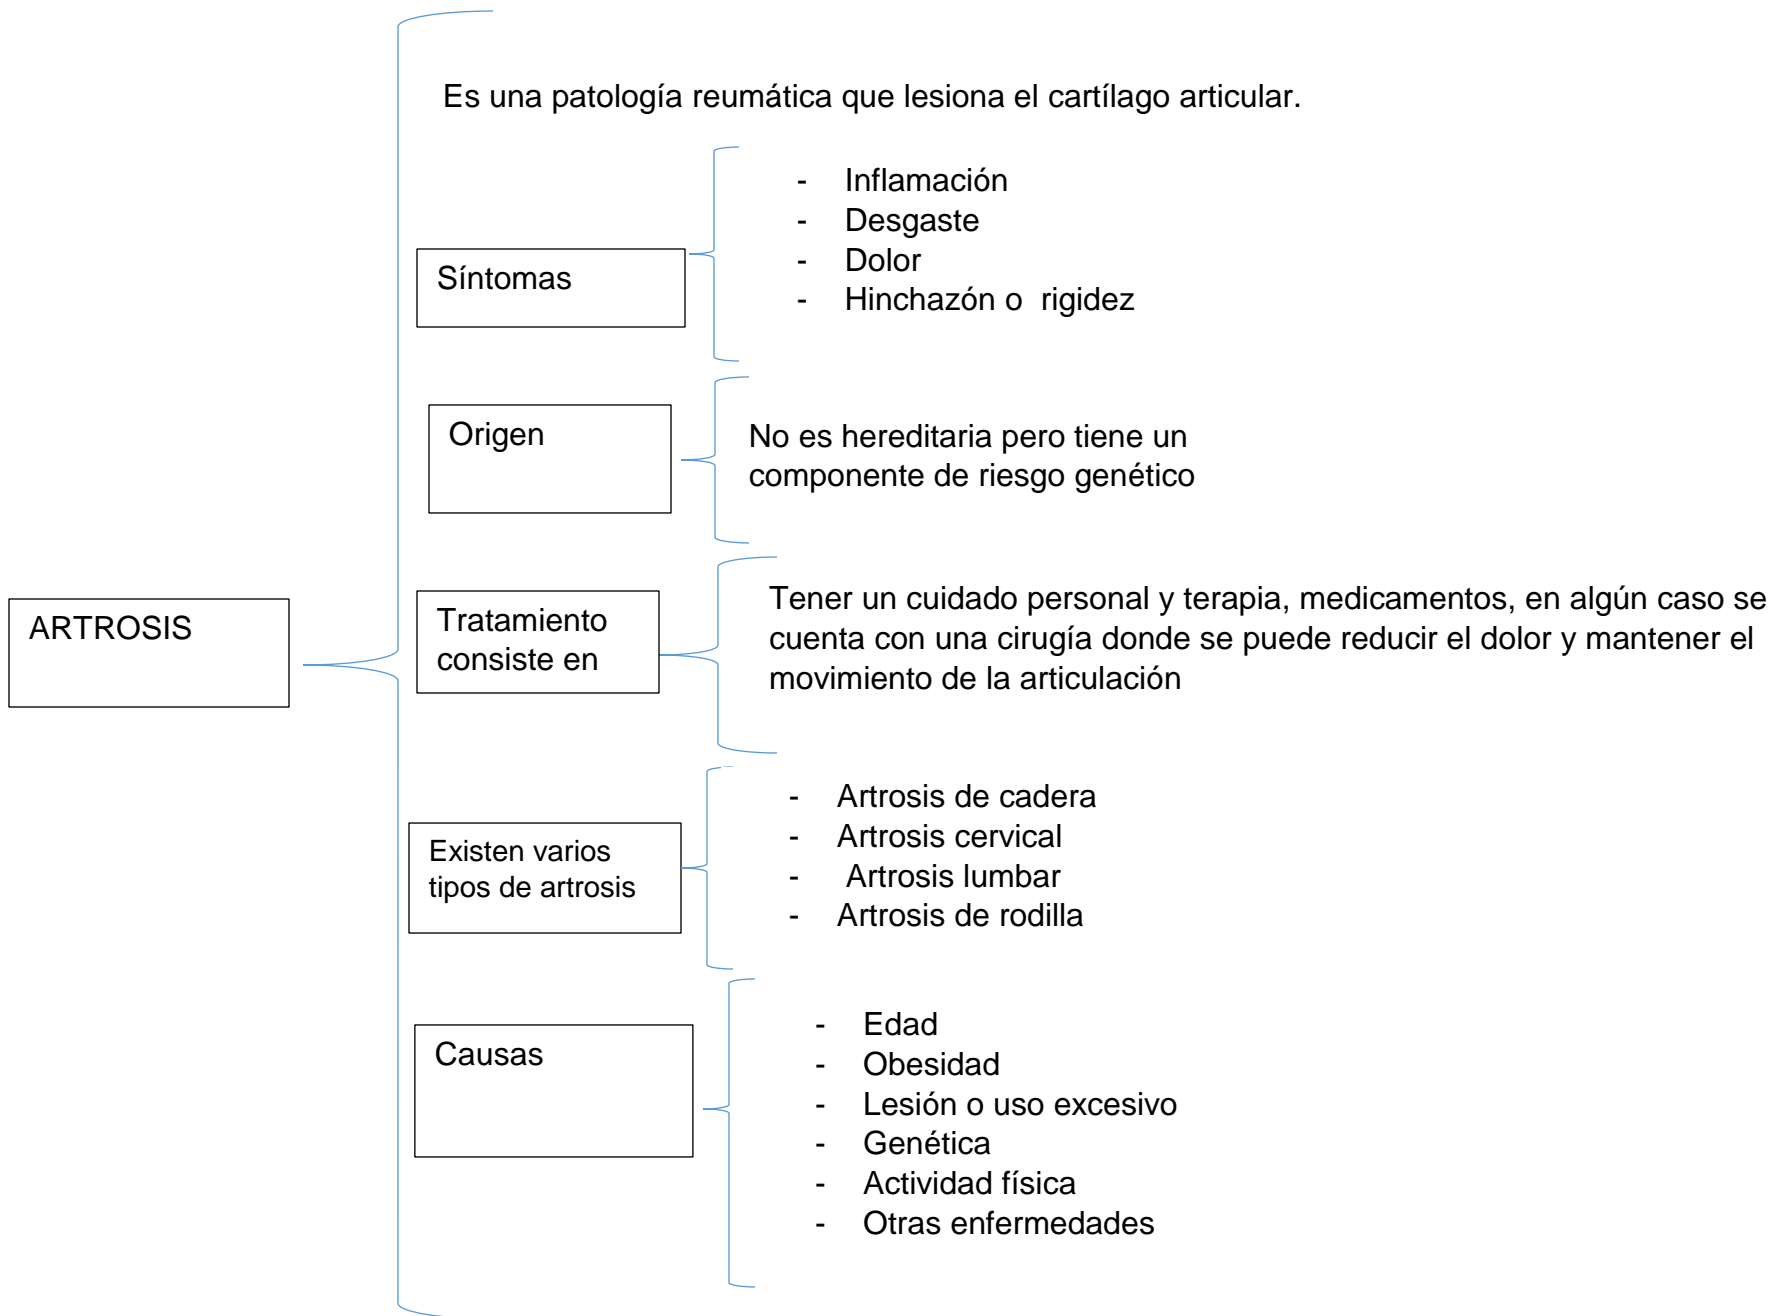 Es una patología reumática que lesiona el cartílago articular.
Síntomas
- Inflamación
- Desgaste
- Dolor
- Hinchazón o  rigidez
Origen
No es hereditaria pero tiene un
componente de riesgo genético
ARTROSIS
Tratamiento
consiste en
Tener un cuidado personal y terapia, medicamentos, en algún caso se
cuenta con una cirugía donde se puede reducir el dolor y mantener el
movimiento de la articulación
Existen varios
tipos de artrosis
- Artrosis de cadera
- Artrosis cervical
- Artrosis lumbar
- Artrosis de rodilla
Causas
- Edad
- Obesidad
- Lesión o uso excesivo
- Genética
- Actividad física
- Otras enfermedades